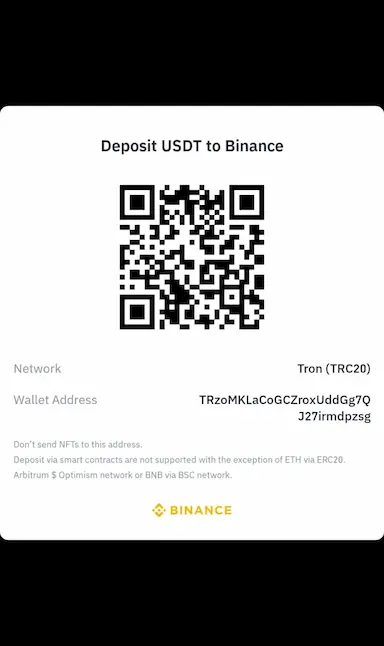 Deposit USDT to Binance
Network
Tron (TRC20)
Wallet Address
TRzoMKLaCoGCZroxUddGg7Q
J27irmdpzsg
Don't send NFTs to this address.
Deposit via smart contracts are not supported with the exception of ETH via ERC20.
Arbitrum $ Optimism network or BNB via BSC network.
BINANCE